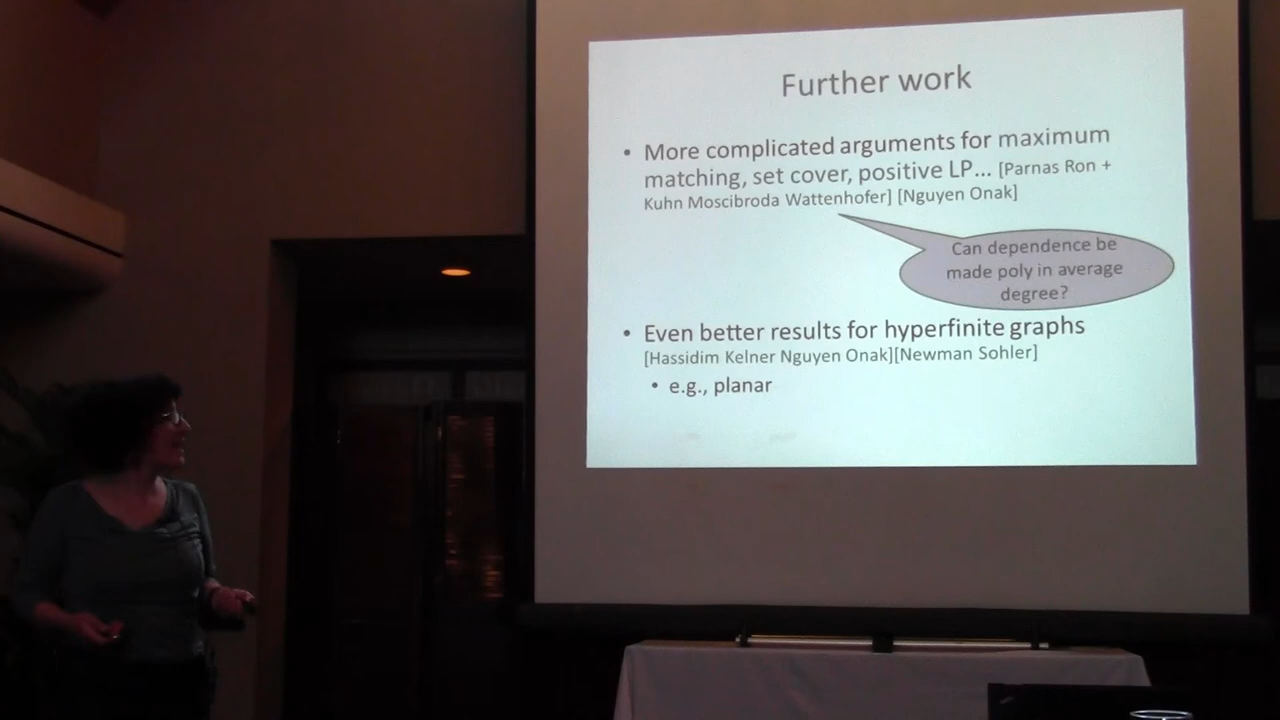 Further work
• More complicated arguments for maximum
matching, set cover, positive LP... [Parnas Ron +
Kuhn Moscibroda Wattenhofer] [Nguyen Onak]
Can dependence be
made poly in average
degree?
• Even better results for hyperfinite graphs
[Hassidim Kelner Nguyen Onak][Newman Sohler]
• e.g., planar